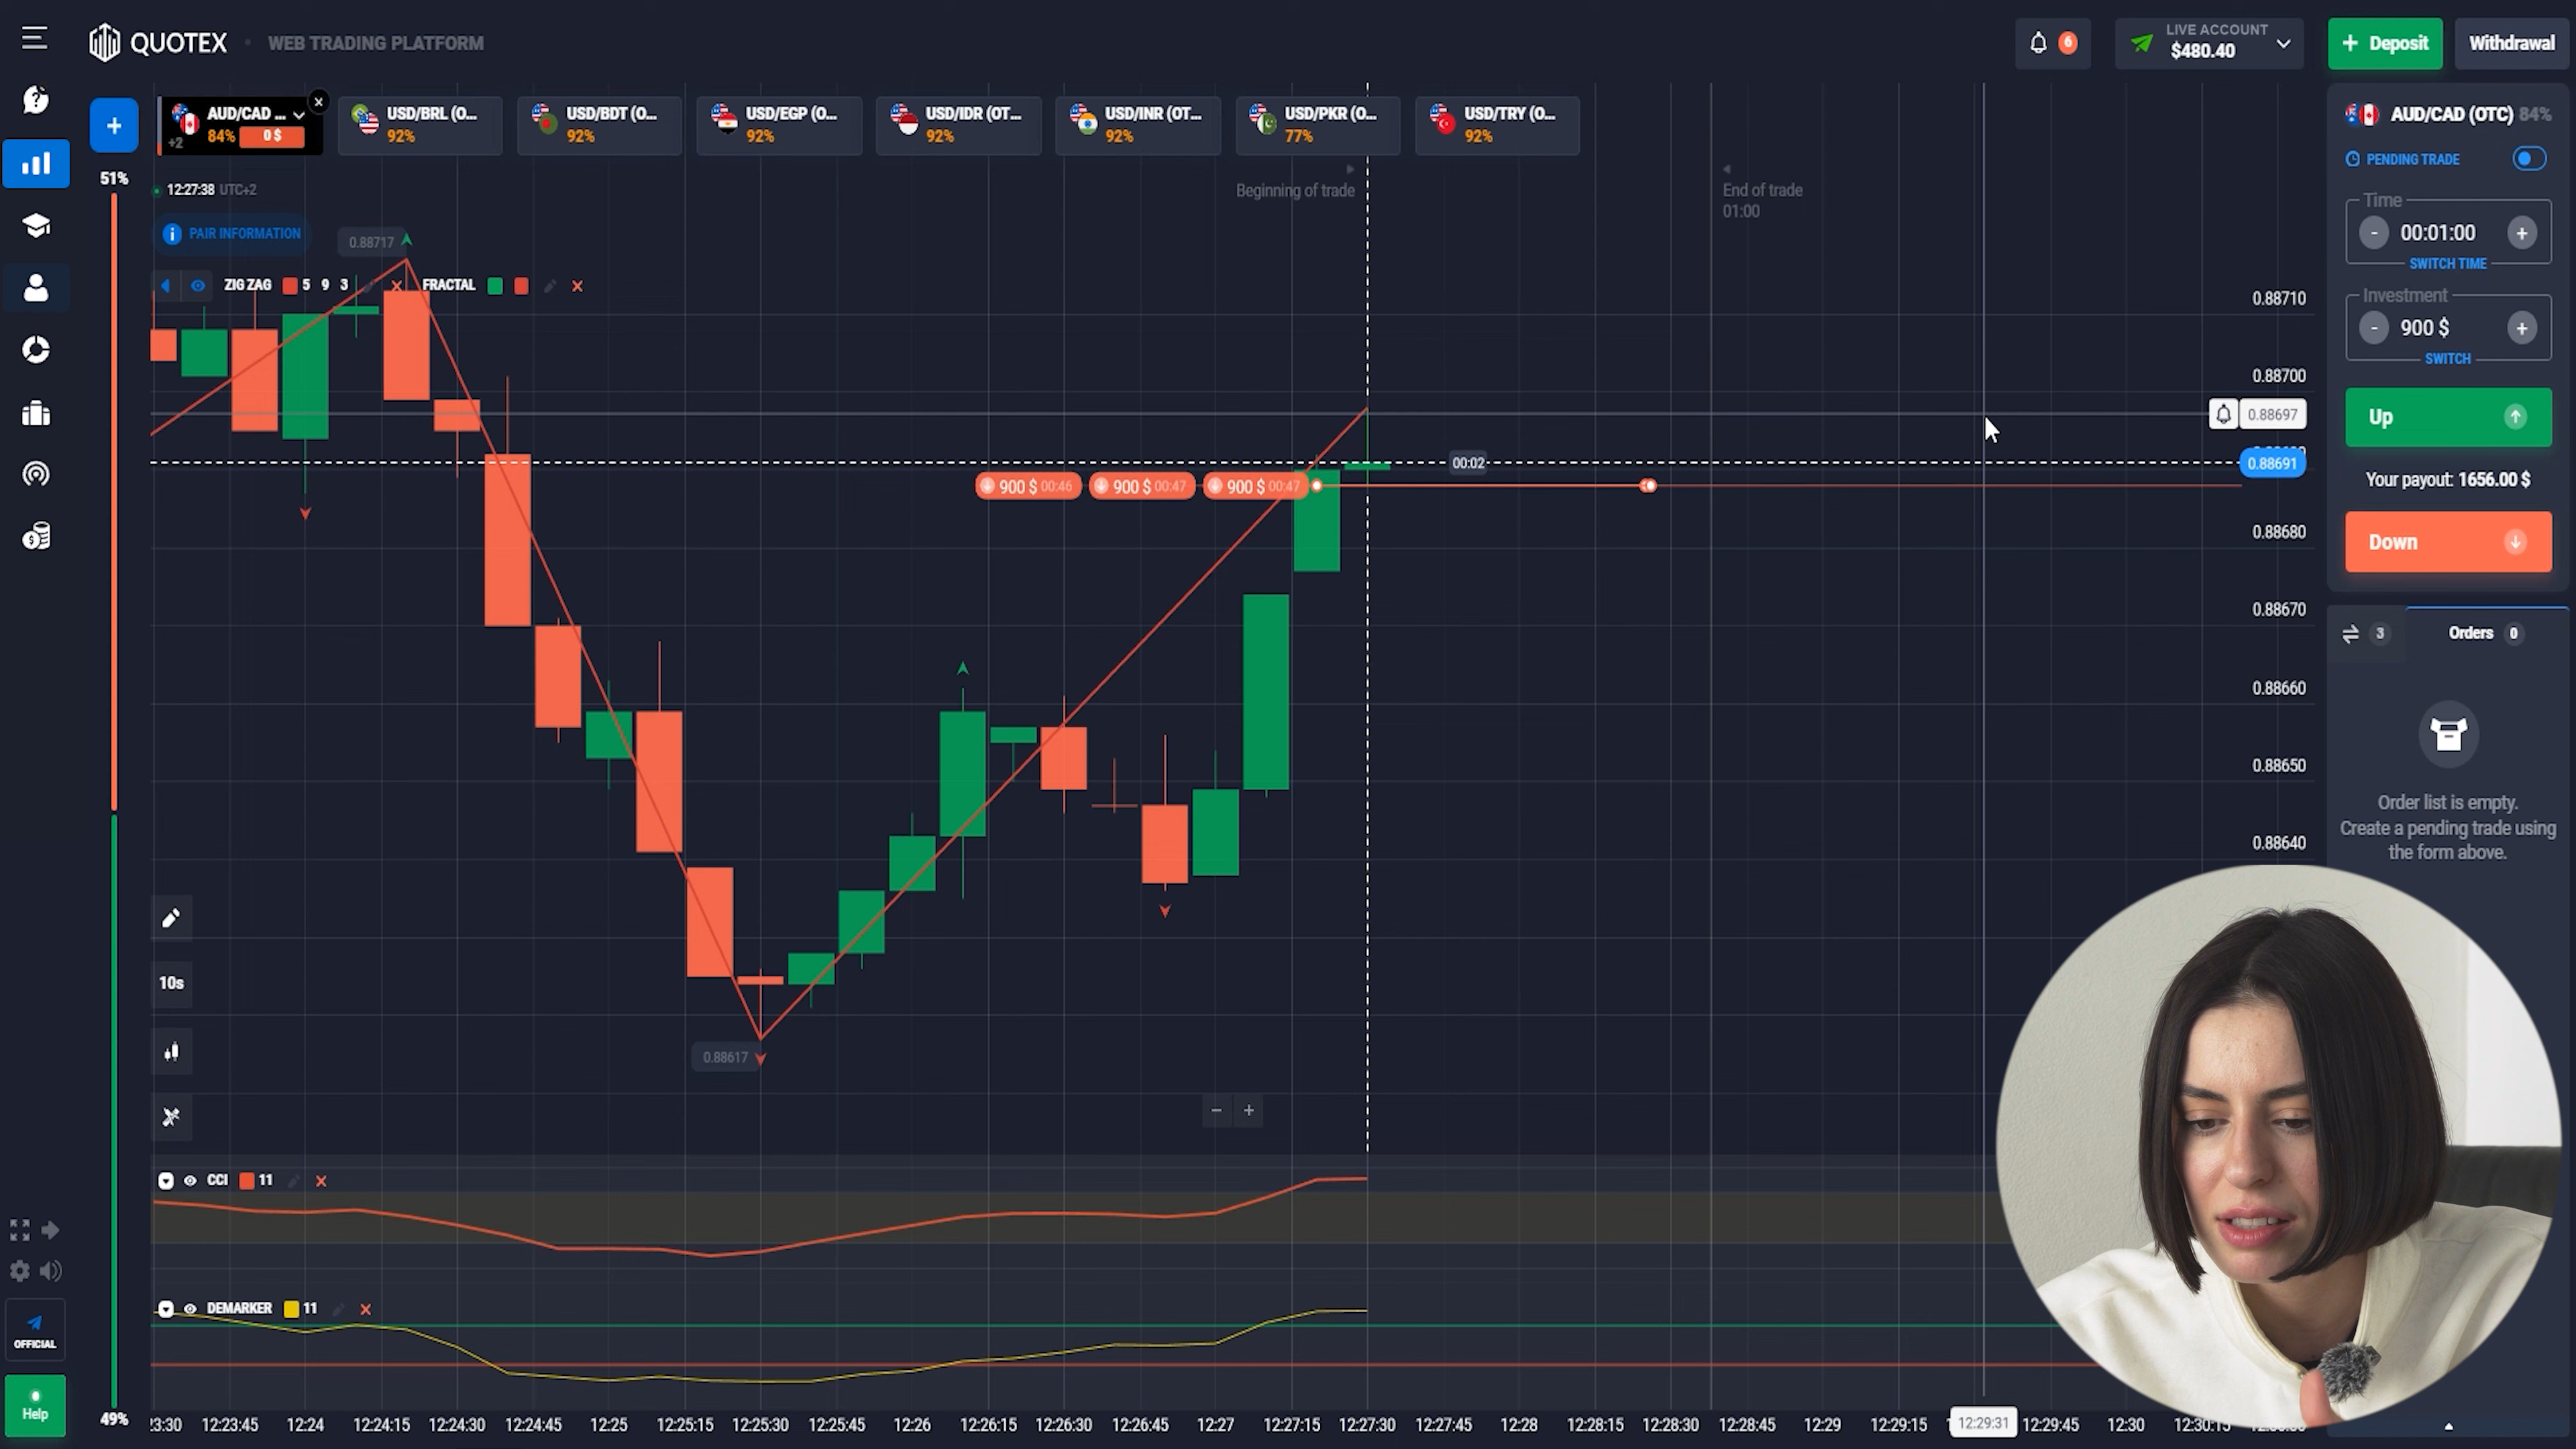 QUOTEX
WEB TRADING PLATFORM
6
LIVE ACCOUNT
$480.40
+ Deposit
Withdrawal
AUD/CAD ...
+2
84%
0 $
USD/BRL (O...
92%
USD/BDT (O...
92%
USD/EGP (O...
92%
USD/IDR (OT...
92%
USD/INR (OT...
92%
USD/PKR (O...
77%
USD/TRY (O...
92%
51%
12:27:38 UTC+2
PAIR INFORMATION
0.88717
ZIG ZAG 5 9 3
FRACTAL
Beginning of trade
End of trade
01:00
900 $ 00:46
900 $ 00:47
900 $ 00:47
00:02
0.88710
0.88700
0.88697
0.88691
0.88680
0.88670
0.88660
0.88650
0.88640
0.88617
10s
CCI 11
DEMARKER 11
OFFICIAL
Help
49%
12:23:45
12:24
12:24:15
12:24:30
12:24:45
12:25
12:25:15
12:25:30
12:25:45
12:26
12:26:15
12:26:30
12:26:45
12:27
12:27:15
12:27:30
12:27:45
12:28
12:28:15
12:28:30
12:28:45
12:29
12:29:15
12:29:31
12:29:45
12:30
AUD/CAD (OTC) 84%
PENDING TRADE
Time
- 00:01:00 +
SWITCH TIME
Investment
- 900 $ +
SWITCH
Up
Your payout: 1656.00 $
Down
3
Orders 0
Order list is empty.
Create a pending trade using
the form above.